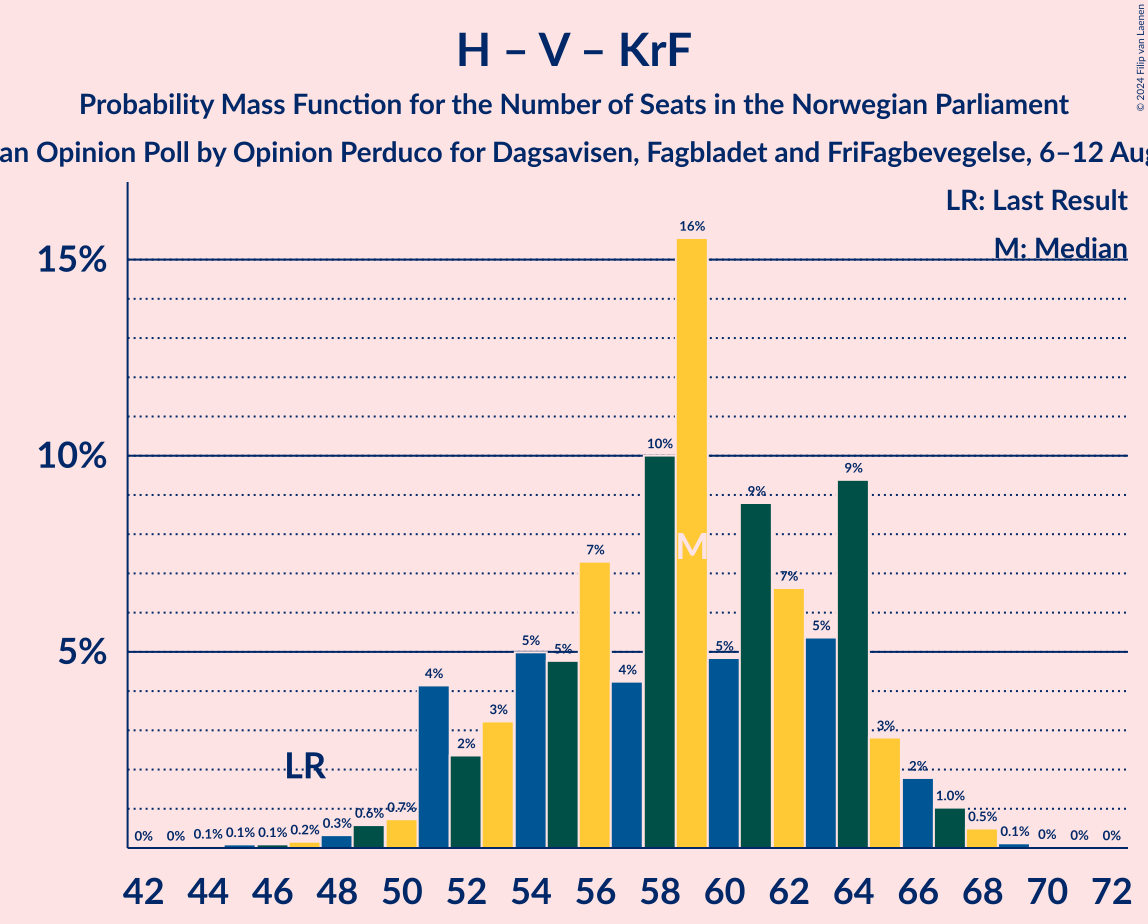 H – V – KrF
Probability Mass Function for the Number of Seats in the Norwegian Parliament
an Opinion Poll by Opinion Perduco for Dagsavisen, Fagbladet and FriFagbevegelse, 6–12 Aug
© 2024 Filip van Laenen
LR: Last Result
M: Median
15%
10%
5%
0% 0% 0.1% 0.1% 0.1% 0.2% 0.3% 0.6% 0.7% 4% 2% 3% 5% 5% 7% 4% 10% 16% 5% 9% 7% 5% 9% 3% 2% 1.0% 0.5% 0.1% 0% 0% 0%
LR
M
42 44 46 48 50 52 54 56 58 60 62 64 66 68 70 72